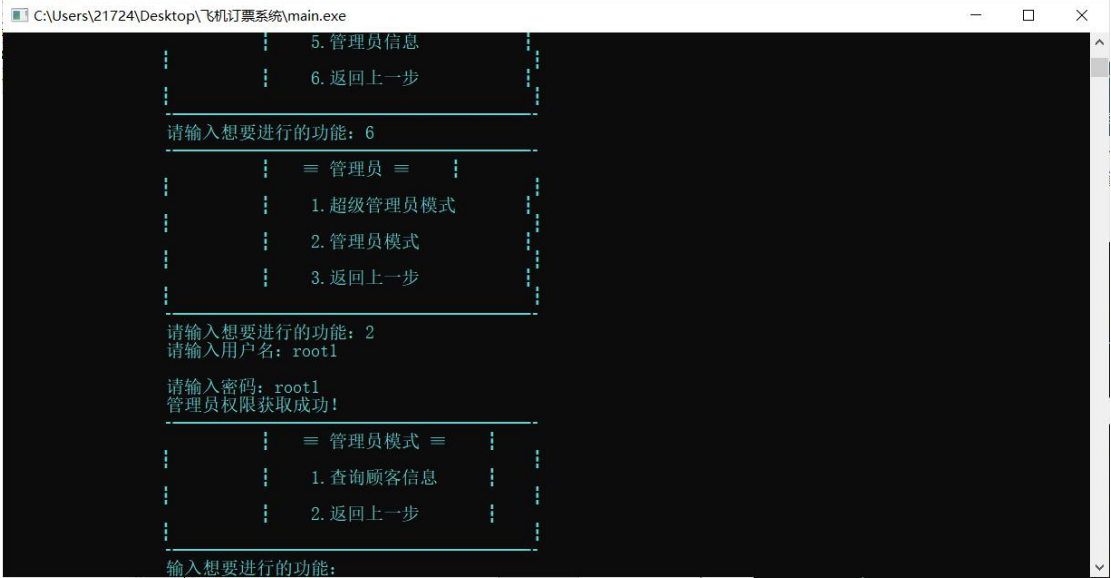 C:\Users\21724\Desktop\飞机订票系统\main.exe
5.管理员信息
6.返回上一步
请输入想要进行的功能：6
≡ 管理员 ≡
1.超级管理员模式
2.管理员模式
3.返回上一步
请输入想要进行的功能：2
请输入用户名：root1
请输入密码：root1
管理员权限获取成功！
≡ 管理员模式 ≡
1.查询顾客信息
2.返回上一步
输入想要进行的功能：